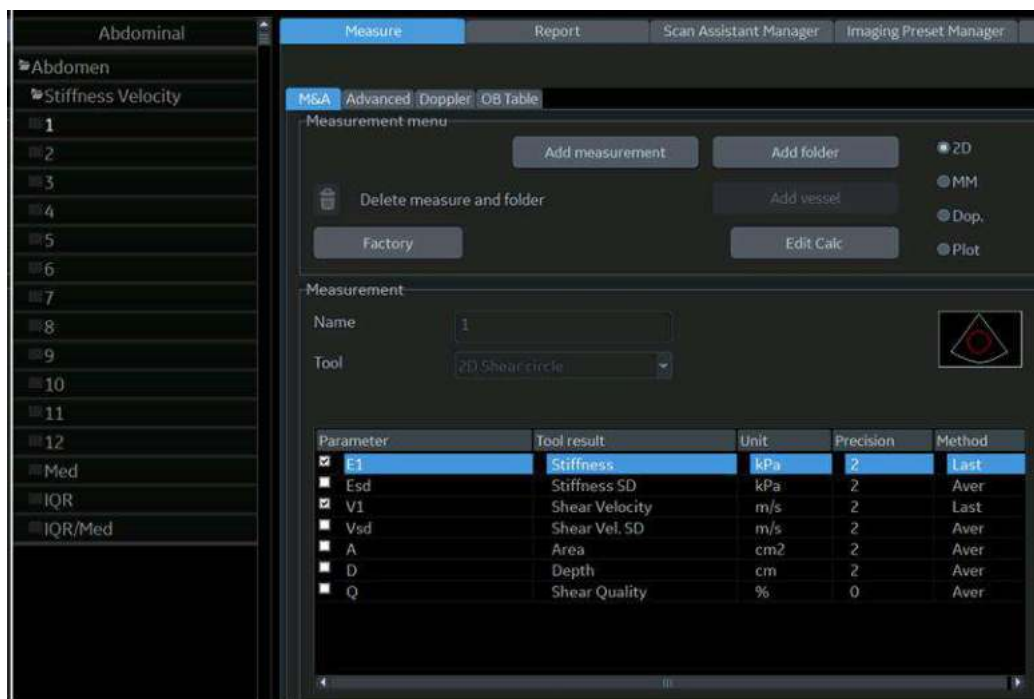 Abdominal
Abdomen
Stiffness Velocity
1
2
3
4
5
6
7
8
9
10
11
12
Med
IQR
IQR/Med
Measure Report Scan Assistant Manager Imaging Preset Manager
M&A Advanced Doppler OB Table
Measurement menu
Add measurement Add folder 2D
MM
Delete measure and folder Add vessel
Dop.
Factory Edit Calc
Plot
Measurement
Name 1
Tool 2D Shear circle
Parameter Tool result Unit Precision Method
E1 Stiffness kPa 2 Last
Esd Stiffness SD kPa 2 Aver
V1 Shear Velocity m/s 2 Last
Vsd Shear Vel. SD m/s 2 Aver
A Area cm2 2 Aver
D Depth cm 2 Aver
Q Shear Quality % 0 Aver